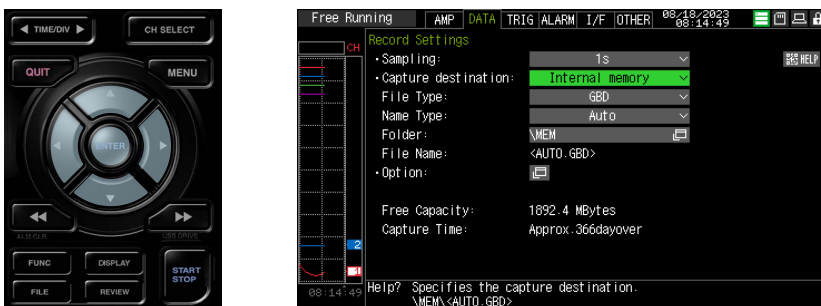 TIME/DIV
CH SELECT
QUIT
MENU
ENTER
ALM.CLR
USB DRIVE
FUNC
DISPLAY
START
STOP
FILE
REVIEW
Free Running
AMP DATA TRIG ALARM I/F OTHER
08/18/2023
08:14:49
CH
Record Settings
・Sampling: 1s
HELP
・Capture destination: Internal memory
File Type: GBD
Name Type: Auto
Folder: \MEM
File Name: <AUTO.GBD>
・Option:
Free Capacity: 1892.4 MBytes
Capture Time: Approx.366dayover
2
08:14:49
Help? Specifies the capture destination.
\MEM\<AUTO.GBD>